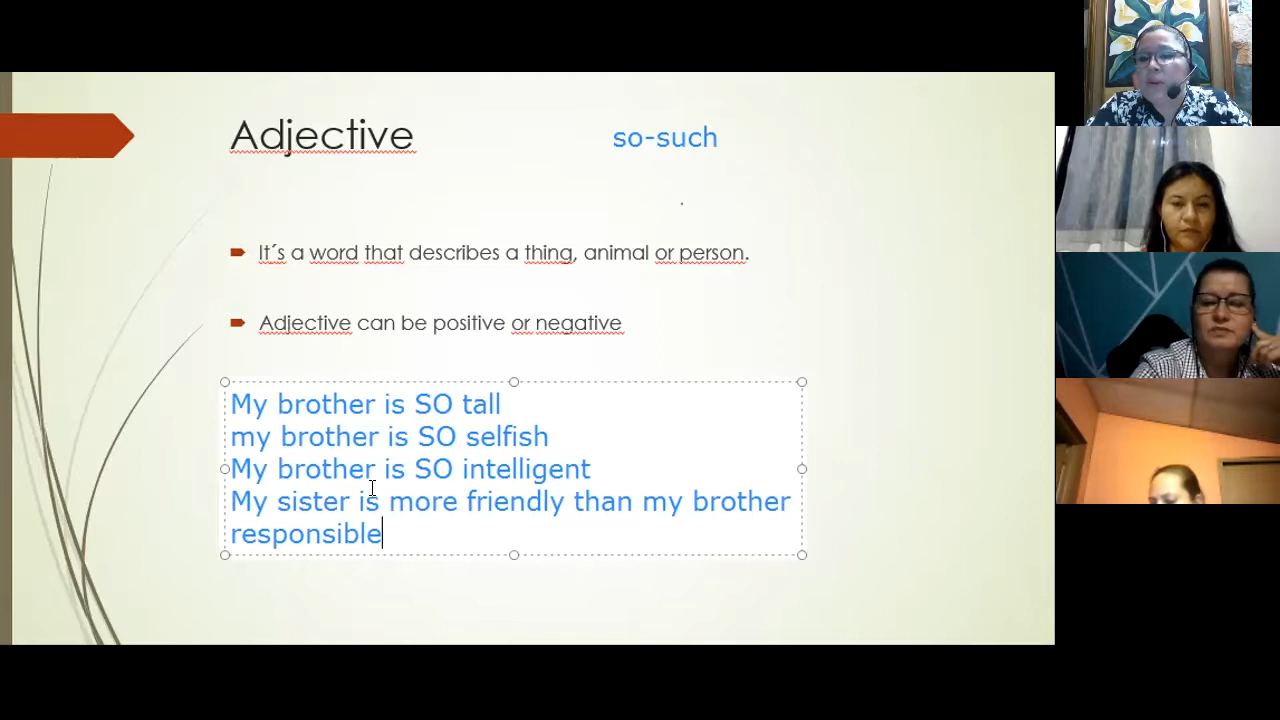 Adjective
so-such
It´s a word that describes a thing, animal or person.
Adjective can be positive or negative
My brother is SO tall
my brother is SO selfish
My brother is SO intelligent
My sister is more friendly than my brother
responsible